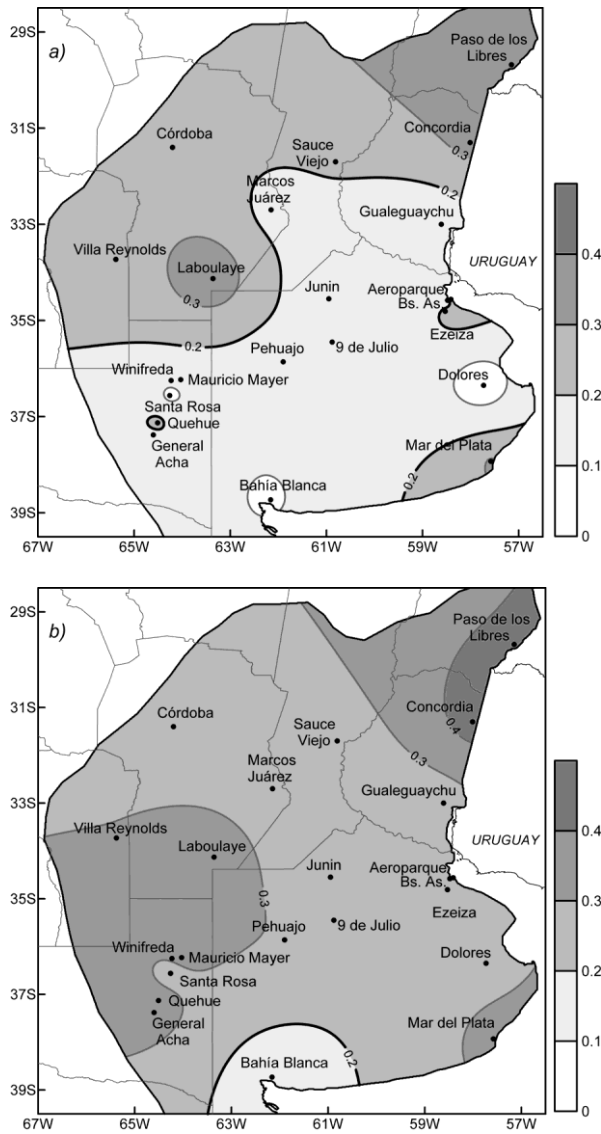 29S
a)
Paso de los
Libres
31S
Córdoba
Sauce
Viejo
Concordia
0.3
Marcos
Juárez
0.2
33S
Gualeguaychu
Villa Reynolds
Laboulaye
0.3
Junin
Aeroparque
Bs. As.
URUGUAY
35S
0.2
Pehuajo
9 de Julio
Ezeiza
Winifreda
Mauricio Mayer
Dolores
Santa Rosa
37S
Quehue
General
Acha
Mar del Plata
Bahía Blanca
0.2
39S
67W 65W 63W 61W 59W 57W
0.4
0.3
0.2
0.1
0
29S
b)
Paso de los
Libres
31S
Córdoba
Sauce
Viejo
Concordia
0.4
Marcos
Juárez
0.3
33S
Gualeguaychu
Villa Reynolds
Laboulaye
0.3
Junin
Aeroparque
Bs. As.
URUGUAY
35S
Pehuajo
9 de Julio
Ezeiza
Winifreda
Mauricio Mayer
Dolores
Santa Rosa
37S
Quehue
General
Acha
Mar del Plata
Bahía Blanca
0.2
39S
67W 65W 63W 61W 59W 57W
0.4
0.3
0.2
0.1
0